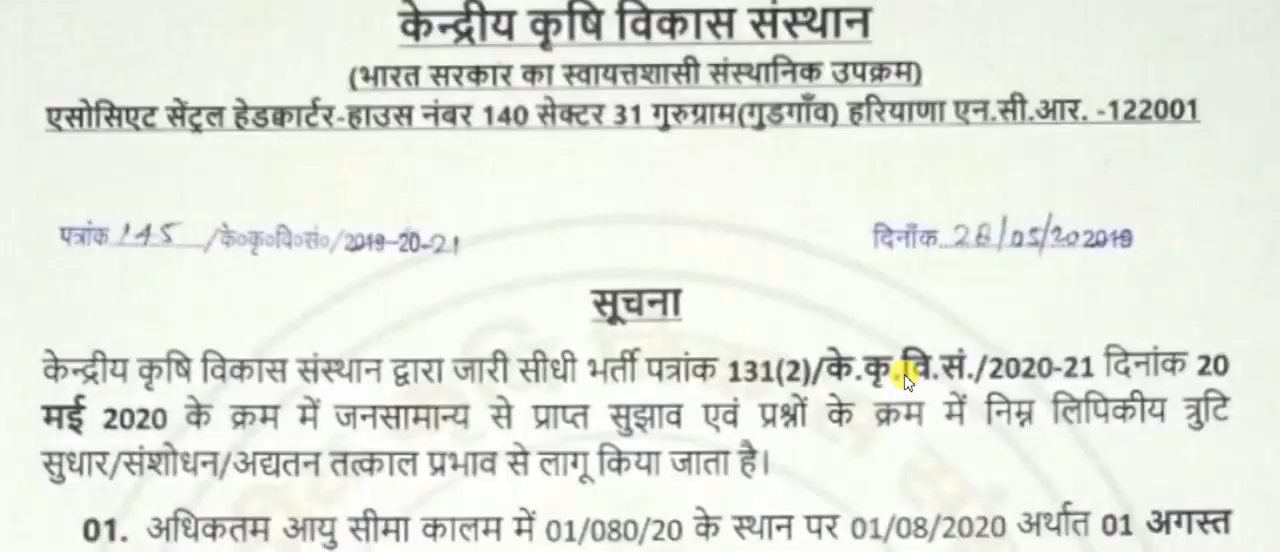 केन्द्रीय कृषि विकास संस्थान
(भारत सरकार का स्वायत्तशासी संस्थानिक उपक्रम)
एसोसिएट सेंट्रल हेडकार्टर-हाउस नंबर 140 सेक्टर 31 गुरुग्राम(गुडगाँव) हरियाणा एन.सी.आर. -122001
पत्रांक 145 /के०कृ०वि०सं०/2019-20-21 दिनाँक...28/05/20 2019
सूचना
केन्द्रीय कृषि विकास संस्थान द्वारा जारी सीधी भर्ती पत्रांक 131(2)/के.कृ.वि.सं./2020-21 दिनांक 20
मई 2020 के क्रम में जनसामान्य से प्राप्त सुझाव एवं प्रश्नों के क्रम में निम्न लिपिकीय त्रुटि
सुधार/संशोधन/अद्यतन तत्काल प्रभाव से लागू किया जाता है।
01. अधिकतम आयु सीमा कालम में 01/080/20 के स्थान पर 01/08/2020 अर्थात 01 अगस्त